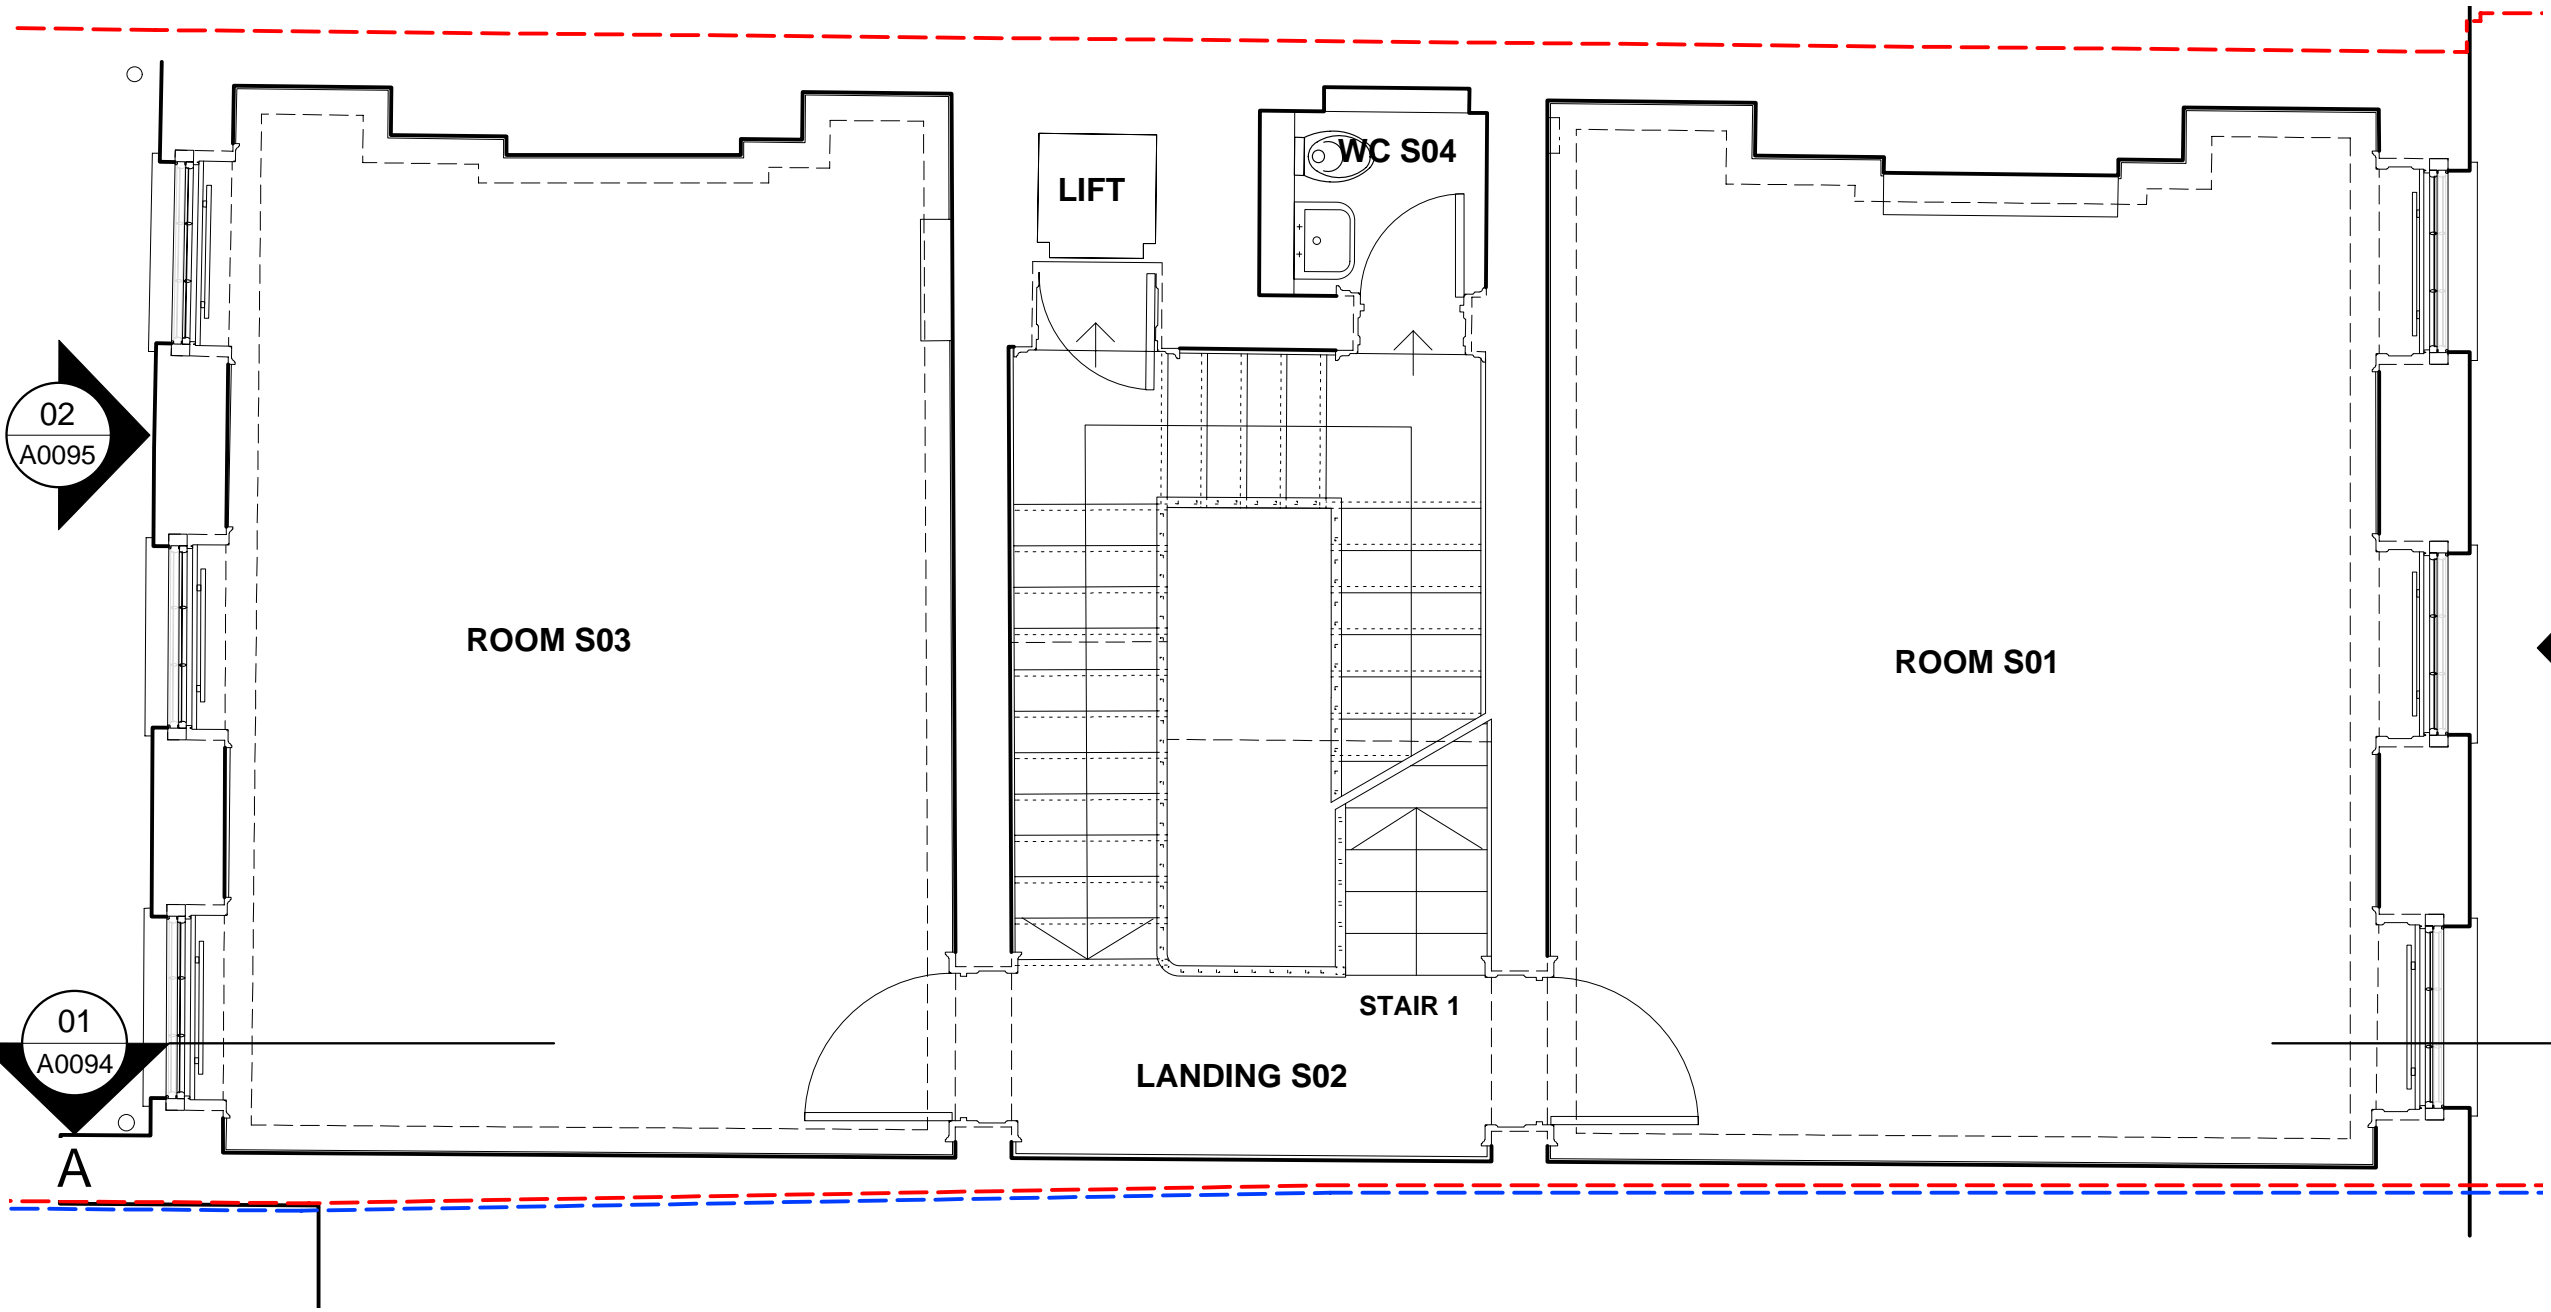 WC S04
LIFT
02
A0095
ROOM S03
ROOM S01
STAIR 1
01
A0094
LANDING S02
A